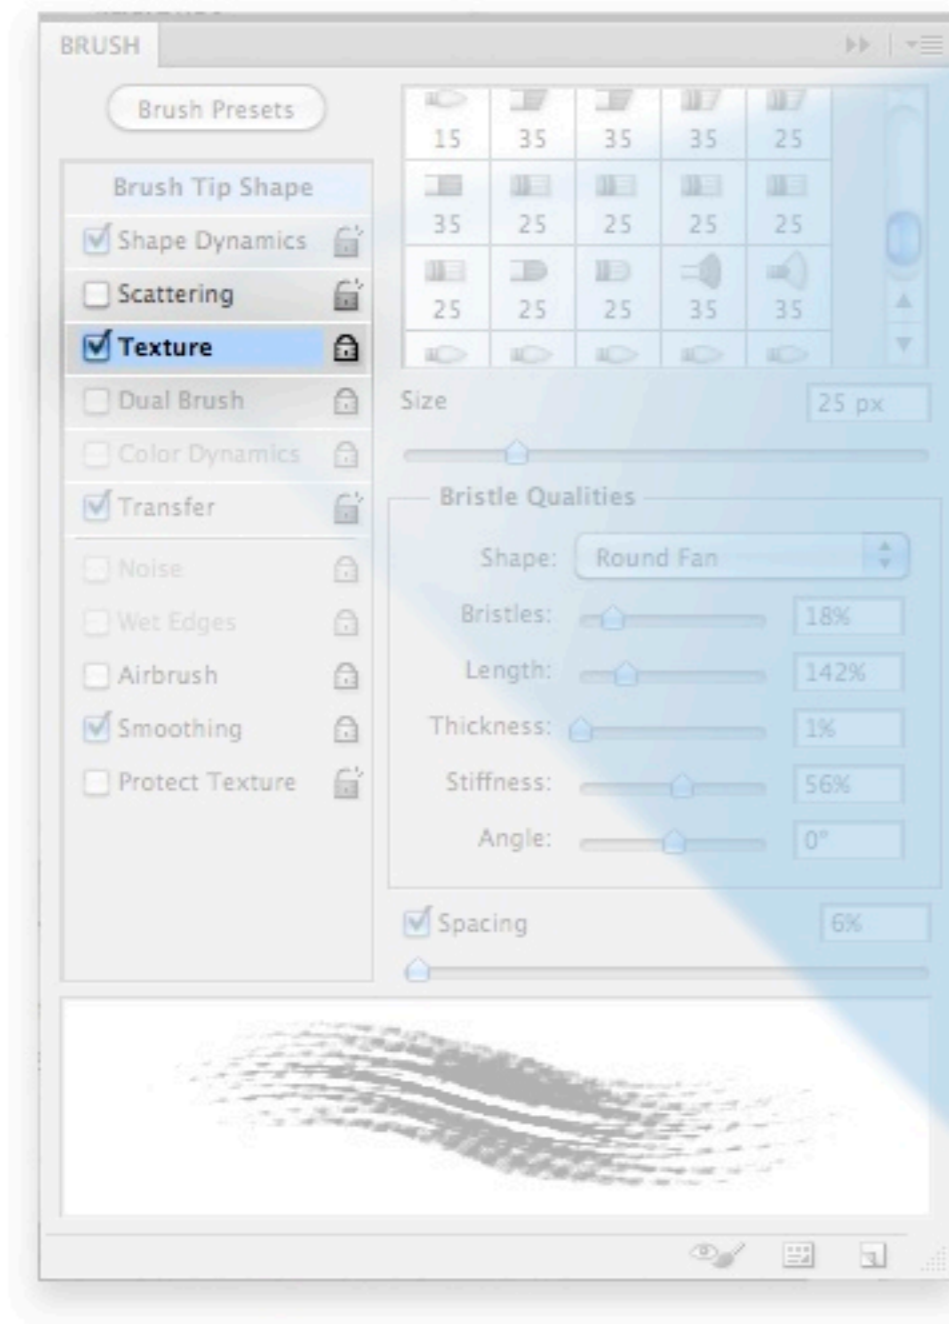 BRUSH
Brush Presets
15 35 35 35 25
35 25 25 25 25
25 25 25 35 35
Brush Tip Shape
Shape Dynamics
Scattering
Texture
Dual Brush
Color Dynamics
Transfer
Noise
Wet Edges
Airbrush
Smoothing
Protect Texture
Size 25 px
Bristle Qualities
Shape: Round Fan
Bristles: 18%
Length: 142%
Thickness: 1%
Stiffness: 56%
Angle: 0°
Spacing 6%